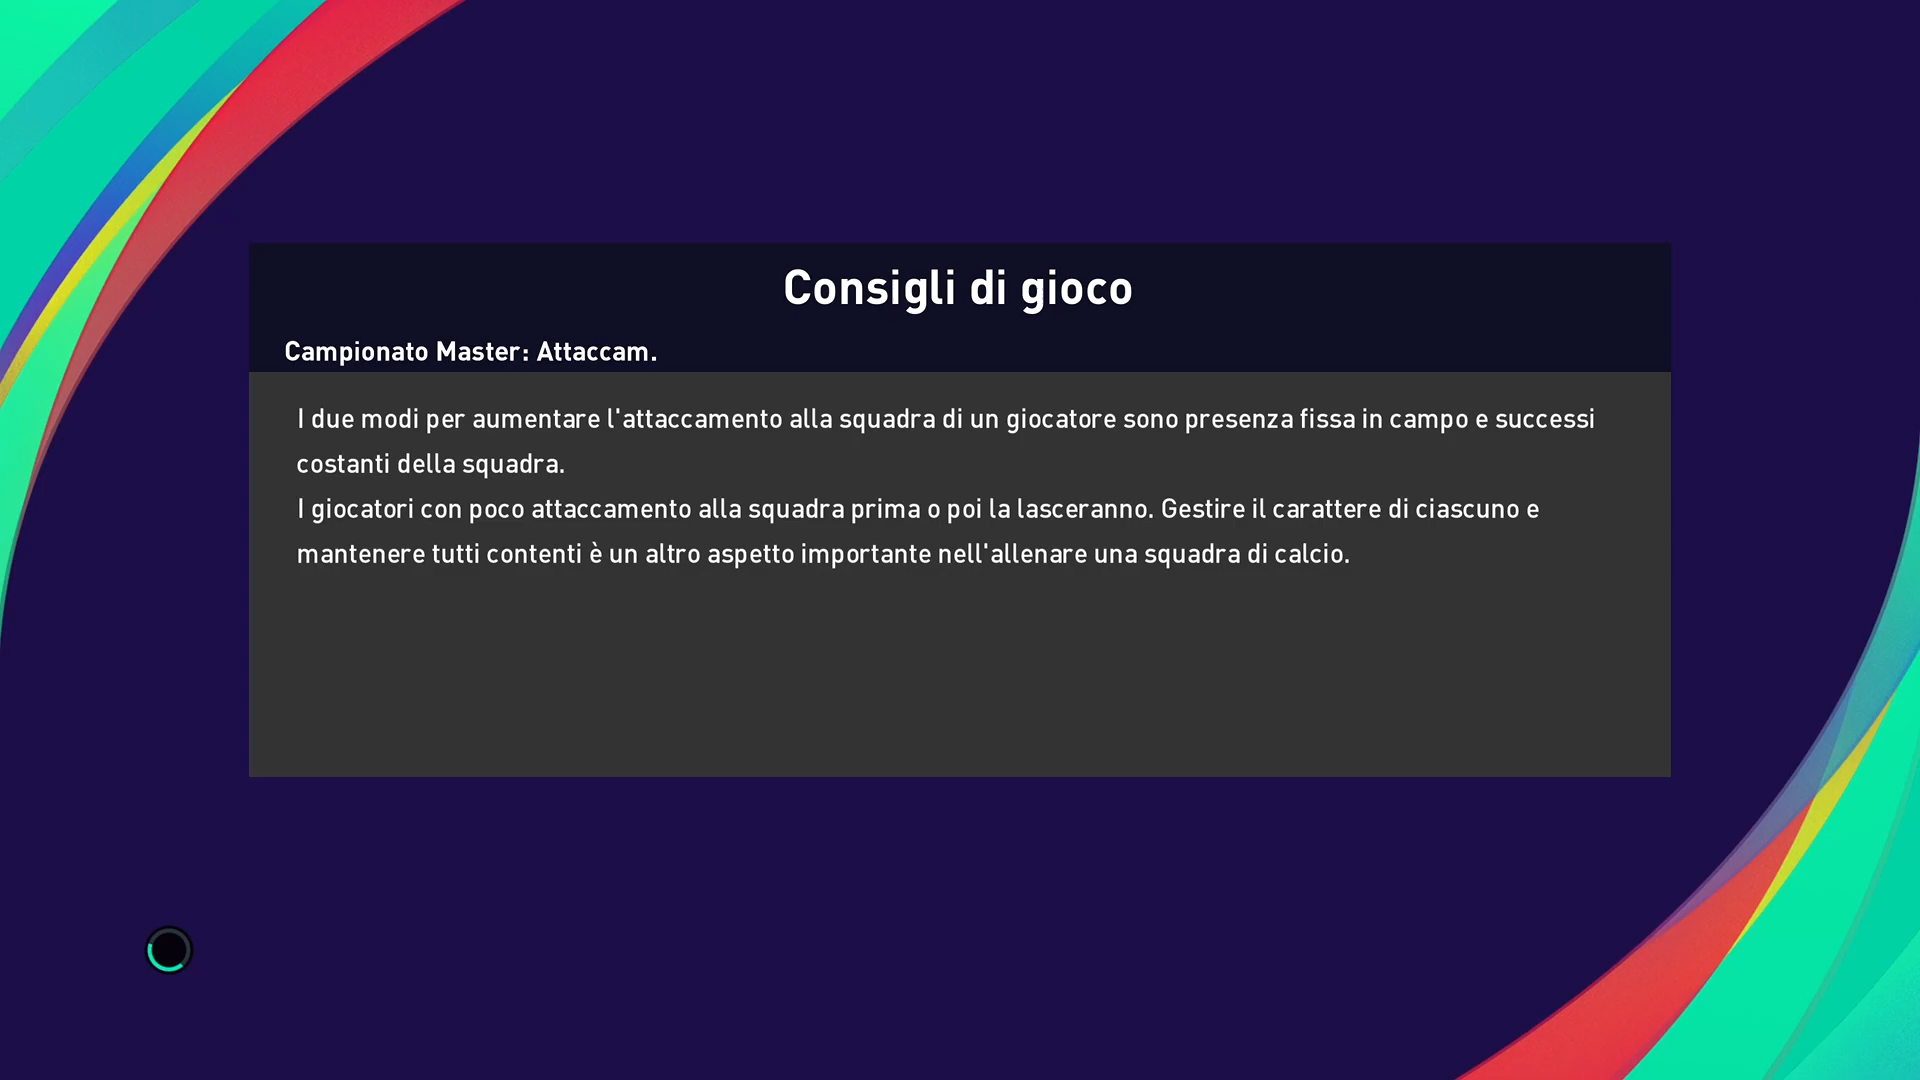 Consigli di gioco
Campionato Master: Attaccam.
I due modi per aumentare l'attaccamento alla squadra di un giocatore sono presenza fissa in campo e successi
costanti della squadra.
I giocatori con poco attaccamento alla squadra prima o poi la lasceranno. Gestire il carattere di ciascuno e
mantenere tutti contenti è un altro aspetto importante nell'allenare una squadra di calcio.